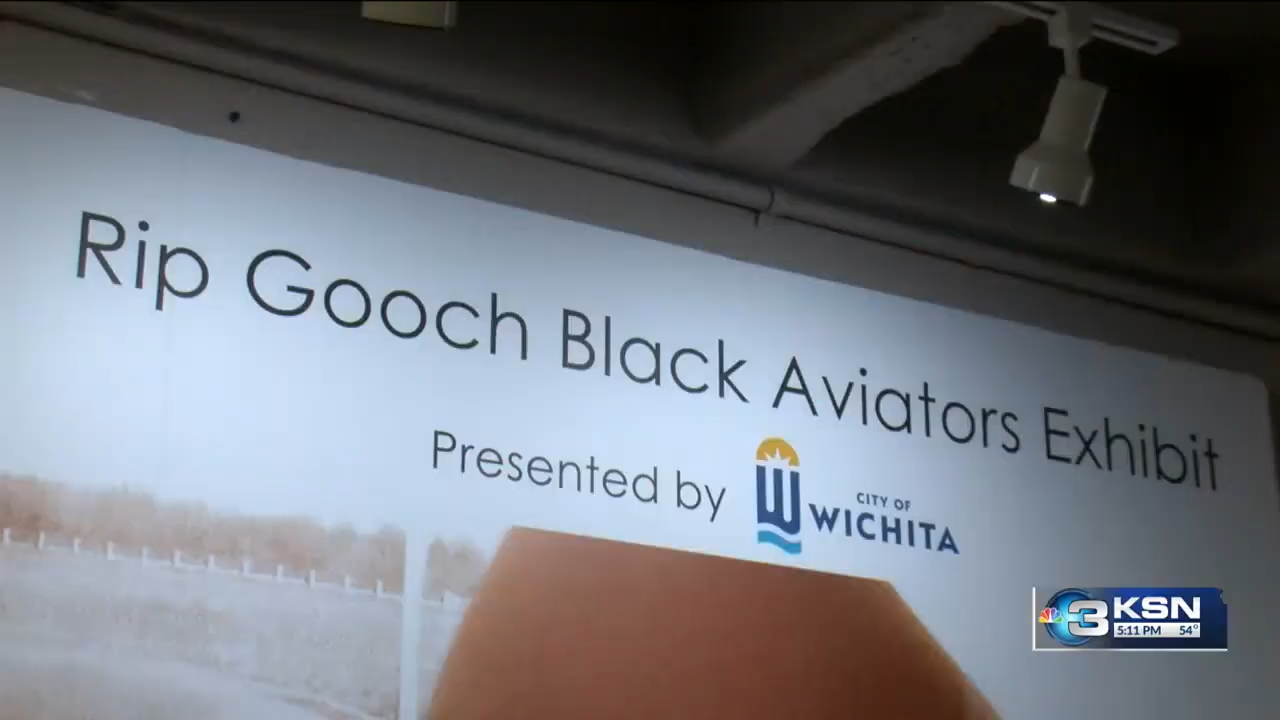 Rip Gooch Black Aviators Exhibit
Presented by
CITY OF
WICHITA
3 KSN
5:11 PM 54°